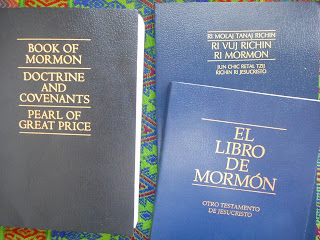 BOOK OF
MORMON
DOCTRINE
AND
COVENANTS
PEARL OF
GREAT PRICE
RI MOLAJ TANAJ RICHIN
RI VUJ RICHIN
RI MORMON
JUN CHIC RETAL TZIJ
RICHIN RI JESUCRISTO
EL
LIBRO
DE
MORMÓN
OTRO TESTAMENTO
DE JESUCRISTO